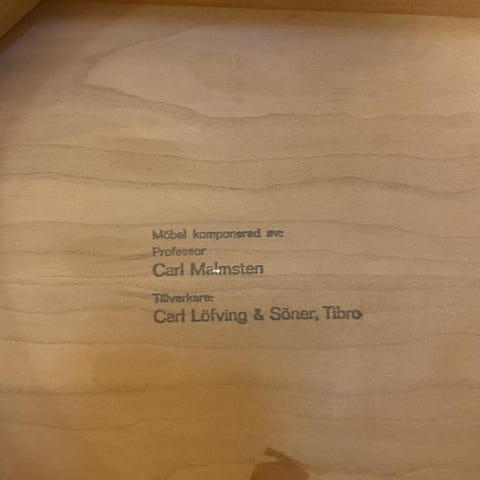 Möbel komponerad av:
Professor
Carl Malmsten
Tillverkare:
Carl Löfving & Söner, Tibro